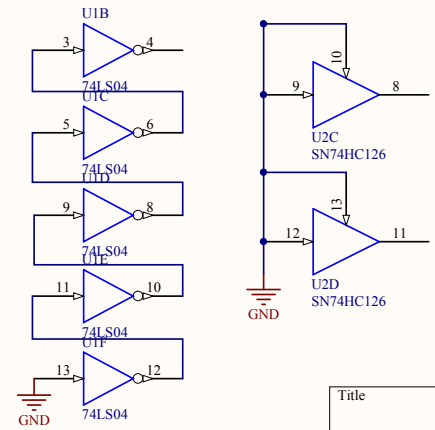 U1B
3 4
74LS04
U1C
5 6
74LS04
U1D
9 8
74LS04
U1E
11 10
74LS04
U1F
13 12
74LS04
GND
10
9 8
U2C
SN74HC126
13
12 11
U2D
SN74HC126
GND
Title